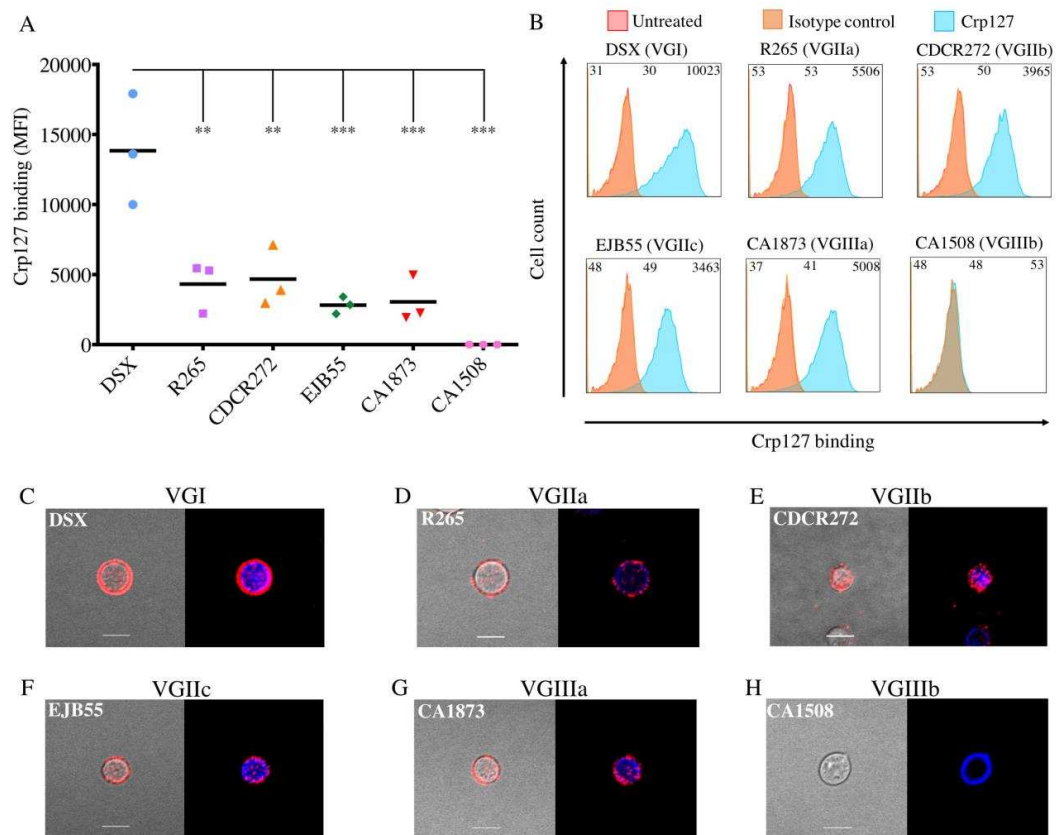 A
20000
15000
10000
5000
0
Crp127 binding (MFI)
** ** *** *** ***
DSX R265 CDCR272 EJB55 CA1873 CA1508
B
Untreated Isotype control Crp127
DSX (VGI) R265 (VGIIa) CDCR272 (VGIIb)
31 30 10023 53 53 5506 53 50 3965
EJB55 (VGIIc) CA1873 (VGIIIa) CA1508 (VGIIIb)
48 49 3463 37 41 5008 48 48 53
Cell count
Crp127 binding
C VGI D VGIIa E VGIIb
DSX R265 CDCR272
F VGIIc G VGIIIa H VGIIIb
EJB55 CA1873 CA1508